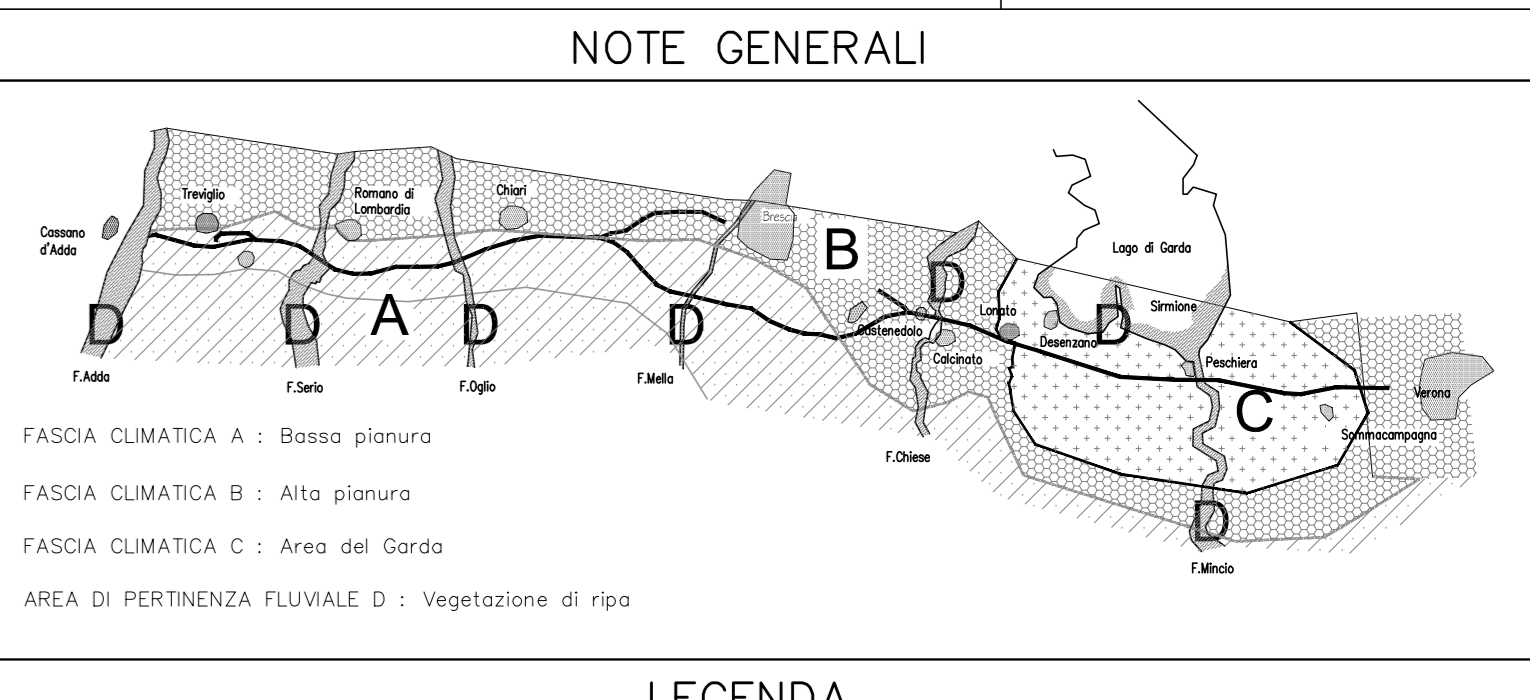 NOTE GENERALI
Treviglio
Romano di
Lombardia
Chiari
Brescia
Cassano
d'Adda
B
Lago di Garda
D
Lonato
Sirmione
D
A
D
D
D
D
D
Castenedolo
Desenzano
Calcinato
Peschiera
F.Adda
F.Serio
F.Oglio
F.Mella
C
Verona
Sommacampagna
F.Chiese
D
F.Mincio
FASCIA CLIMATICA A : Bassa pianura
FASCIA CLIMATICA B : Alta pianura
FASCIA CLIMATICA C : Area del Garda
AREA DI PERTINENZA FLUVIALE D : Vegetazione di ripa
LEGENDA